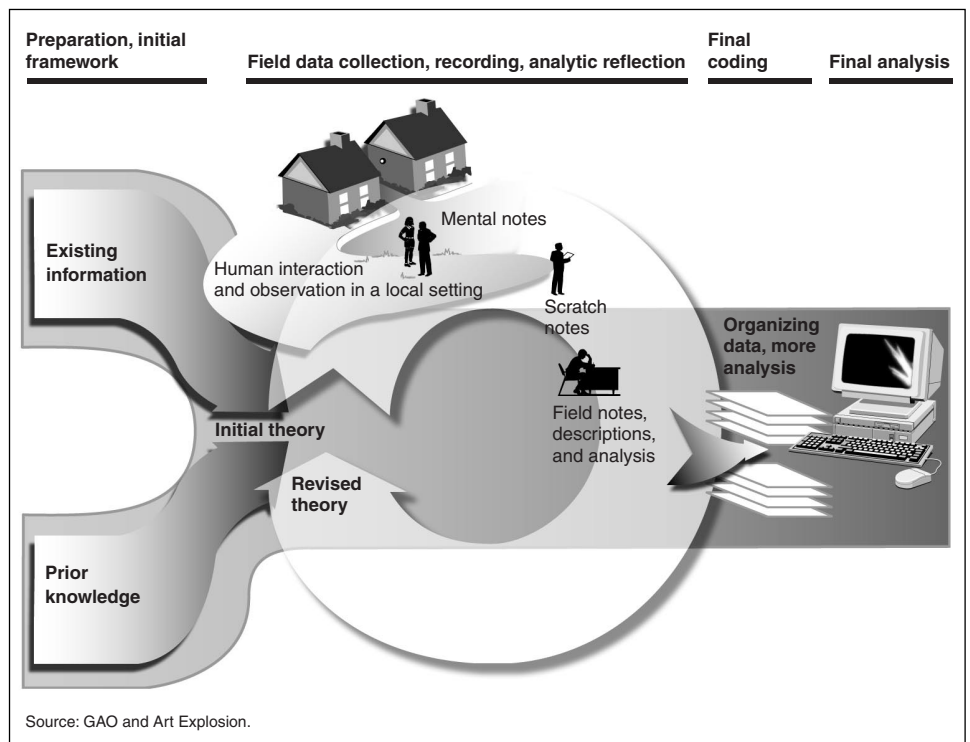 Preparation, initial
framework
Field data collection, recording, analytic reflection
Final
coding
Final analysis
Mental notes
Existing
information
Human interaction
and observation in a local setting
Scratch
notes
Organizing
data, more
analysis
Initial theory
Field notes,
descriptions,
and analysis
Revised
theory
Prior
knowledge
Source: GAO and Art Explosion.